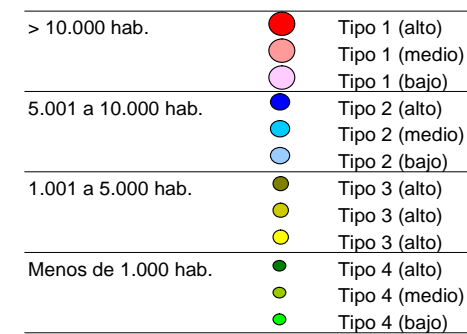 > 10.000 hab. Tipo 1 (alto)
Tipo 1 (medio)
Tipo 1 (bajo)
5.001 a 10.000 hab. Tipo 2 (alto)
Tipo 2 (medio)
Tipo 2 (bajo)
1.001 a 5.000 hab. Tipo 3 (alto)
Tipo 3 (alto)
Tipo 3 (alto)
Menos de 1.000 hab. Tipo 4 (alto)
Tipo 4 (medio)
Tipo 4 (bajo)